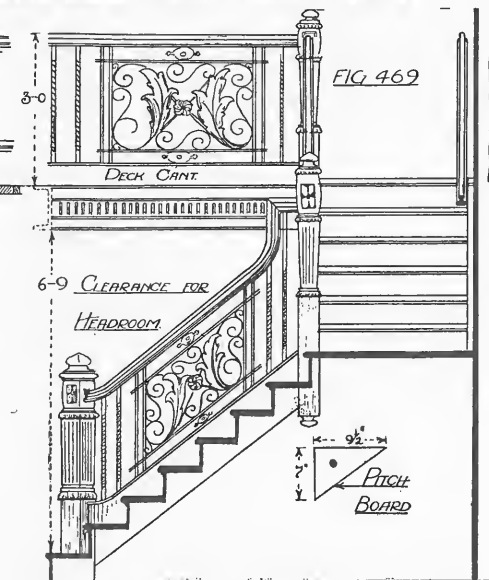 FIG 469
3-0
DECK CANT.
6-9 CLEARANCE FOR
HEADROOM.
9½"
7"
PITCH
BOARD